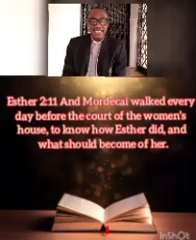 Esther 2:11 And Mordecai walked every
day before the court of the women's
house, to know how Esther did, and
what should become of her.
InShOt